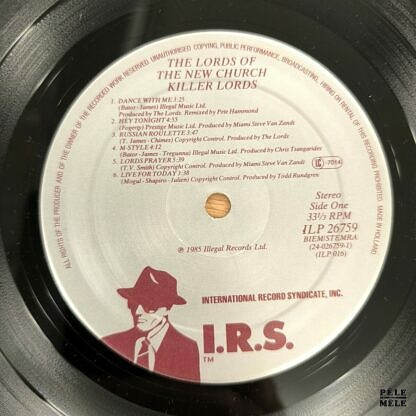 ALL RIGHTS OF THE PRODUCER AND OF THE OWNER OF THE RECORDED WORK RESERVED. UNAUTHORISED COPYING, PUBLIC PERFORMANCE, BROADCASTING, HIRING OR RENTAL OF THIS RECORDING PROHIBITED. MADE IN HOLLAND.
THE LORDS OF
THE NEW CHURCH
KILLER LORDS
1. DANCE WITH ME 3:25
(Bator-James) Illegal Music Ltd.
Produced by The Lords. Remixed by Pete Hammond
2. HEY TONIGHT 4:55
(Fogerty) Prestige Music Ltd. Produced by Miami Steve Van Zandt
3. RUSSIAN ROULETTE 3:47
(T. James - Chimes) Copyright Control. Produced by The Lords
4. M-STYLE 4:12
(Bator-James-Tregunna) Illegal Music Ltd. Produced by Chris Tsangarides
5. LORDS PRAYER 5:39
(T.V. Smith) Copyright Control. Produced by Miami Steve Van Zandt
6. LIVE FOR TODAY 3:38
(Mogul - Shapiro - Julien) Copyright Control. Produced by Todd Rundgren
LC-7054
Stereo
Side One
33⅓ RPM
ILP 26759
BIEM/STEMRA
(24-026759-1)
(ILP 016)
℗ 1985 Illegal Records Ltd.
INTERNATIONAL RECORD SYNDICATE, INC.
I.R.S.
TM
PÊLE
MÊLE